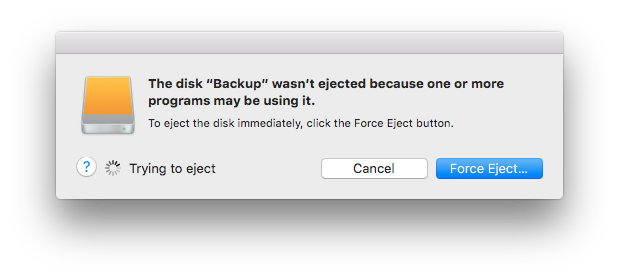 The disk “Backup” wasn’t ejected because one or more
programs may be using it.
To eject the disk immediately, click the Force Eject button.
?
Trying to eject
Cancel
Force Eject...